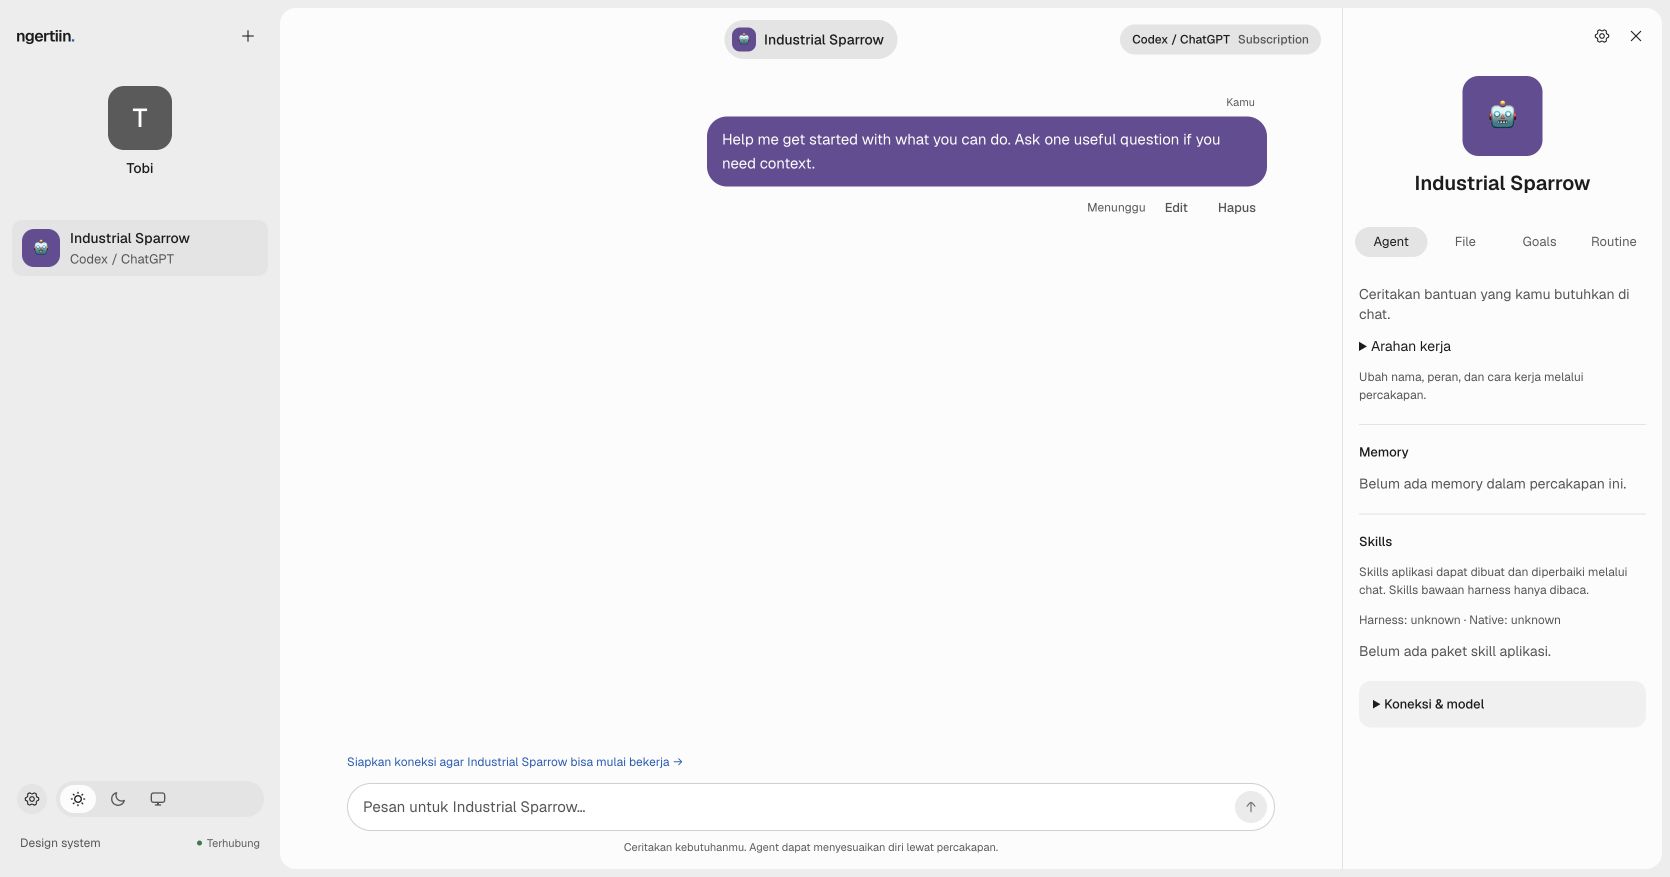 ngertiin.
T
Tobi
Industrial Sparrow
Codex / ChatGPT
Design system
Terhubung
Industrial Sparrow
Codex / ChatGPT Subscription
Kamu
Help me get started with what you can do. Ask one useful question if you
need context.
Menunggu Edit Hapus
Siapkan koneksi agar Industrial Sparrow bisa mulai bekerja →
Pesan untuk Industrial Sparrow...
Ceritakan kebutuhanmu. Agent dapat menyesuaikan diri lewat percakapan.
Industrial Sparrow
Agent File Goals Routine
Ceritakan bantuan yang kamu butuhkan di
chat.
Arahan kerja
Ubah nama, peran, dan cara kerja melalui
percakapan.
Memory
Belum ada memory dalam percakapan ini.
Skills
Skills aplikasi dapat dibuat dan diperbaiki melalui
chat. Skills bawaan harness hanya dibaca.
Harness: unknown · Native: unknown
Belum ada paket skill aplikasi.
Koneksi & model